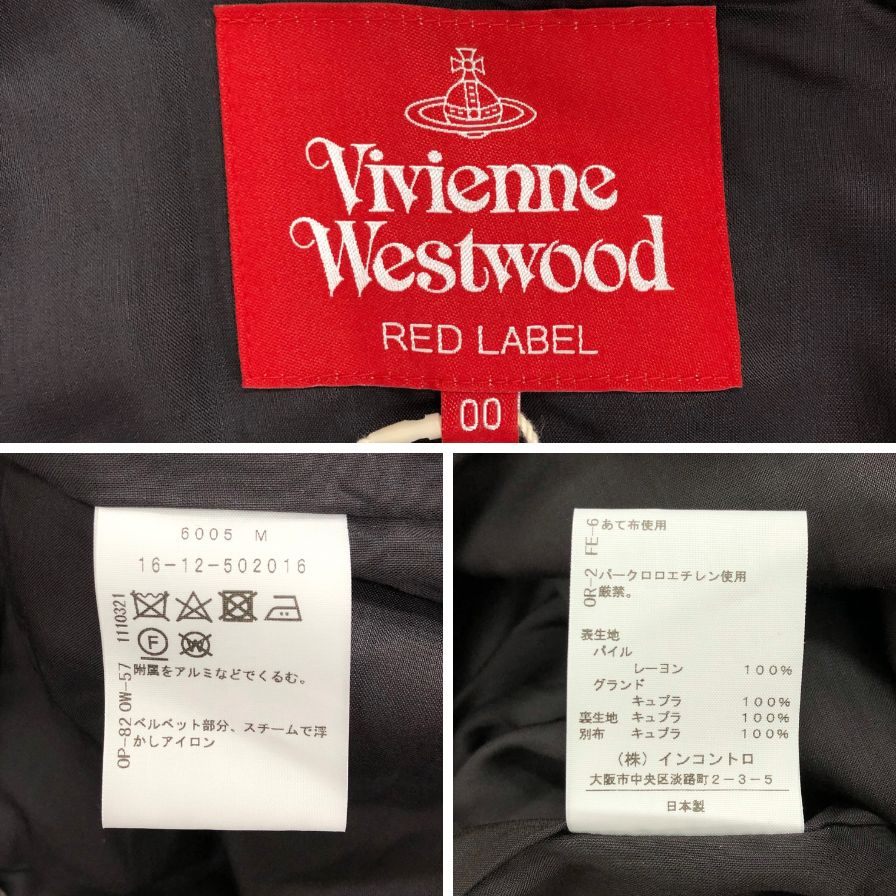 Vivienne
Westwood
RED LABEL
00
6005 M
16-12-502016
1110321
F
W
OW-57
附属をアルミなどでくるむ。
OP-82
ベルベット部分、スチームで浮
かしアイロン
FE-6
あて布使用
OR-2
パークロロエチレン使用
厳禁。
表生地
パイル
レーヨン 100%
グランド
キュプラ 100%
裏生地 キュプラ 100%
別布 キュプラ 100%
(株)インコントロ
大阪市中央区淡路町2-3-5
日本製